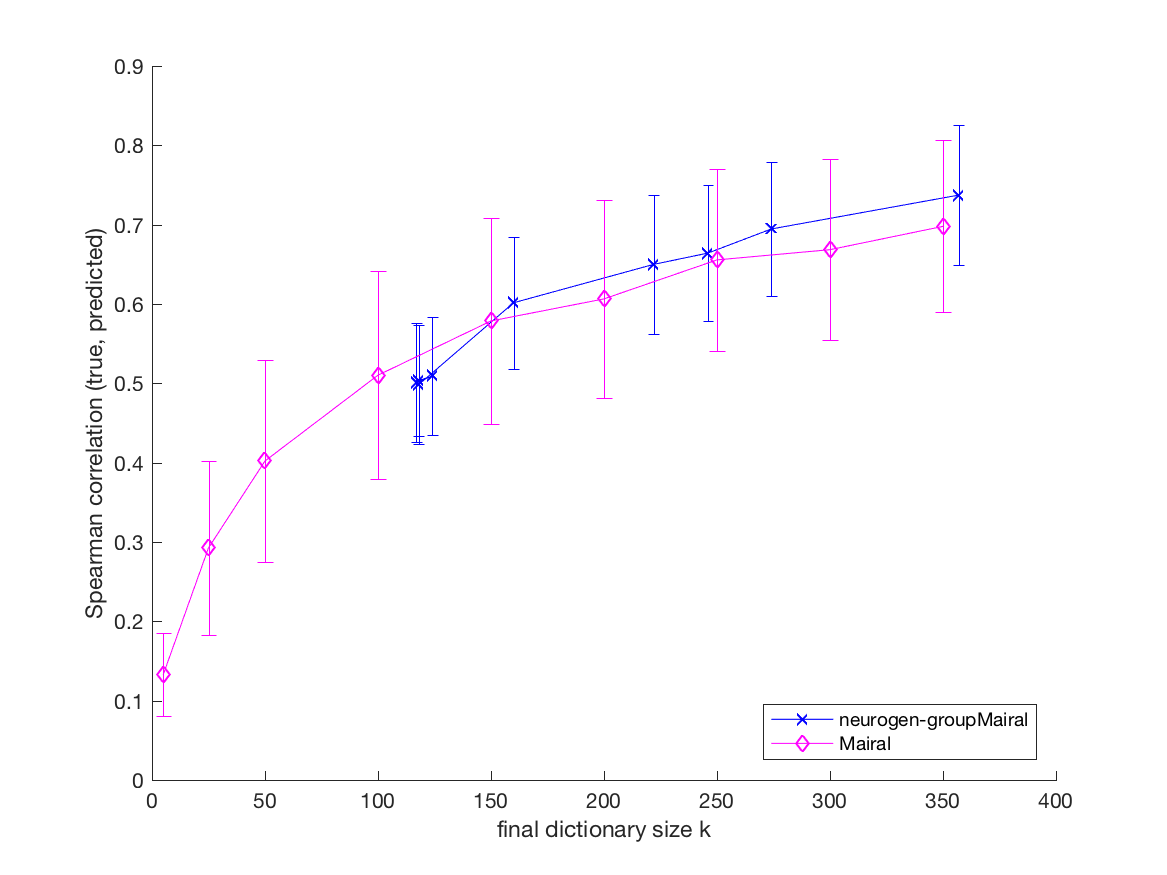 0.9
0.8
0.7
0.6
0.5
0.4
0.3
0.2
0.1
0
Spearman correlation (true, predicted)
neurogen-groupMairal
Mairal
0 50 100 150 200 250 300 350 400
final dictionary size k